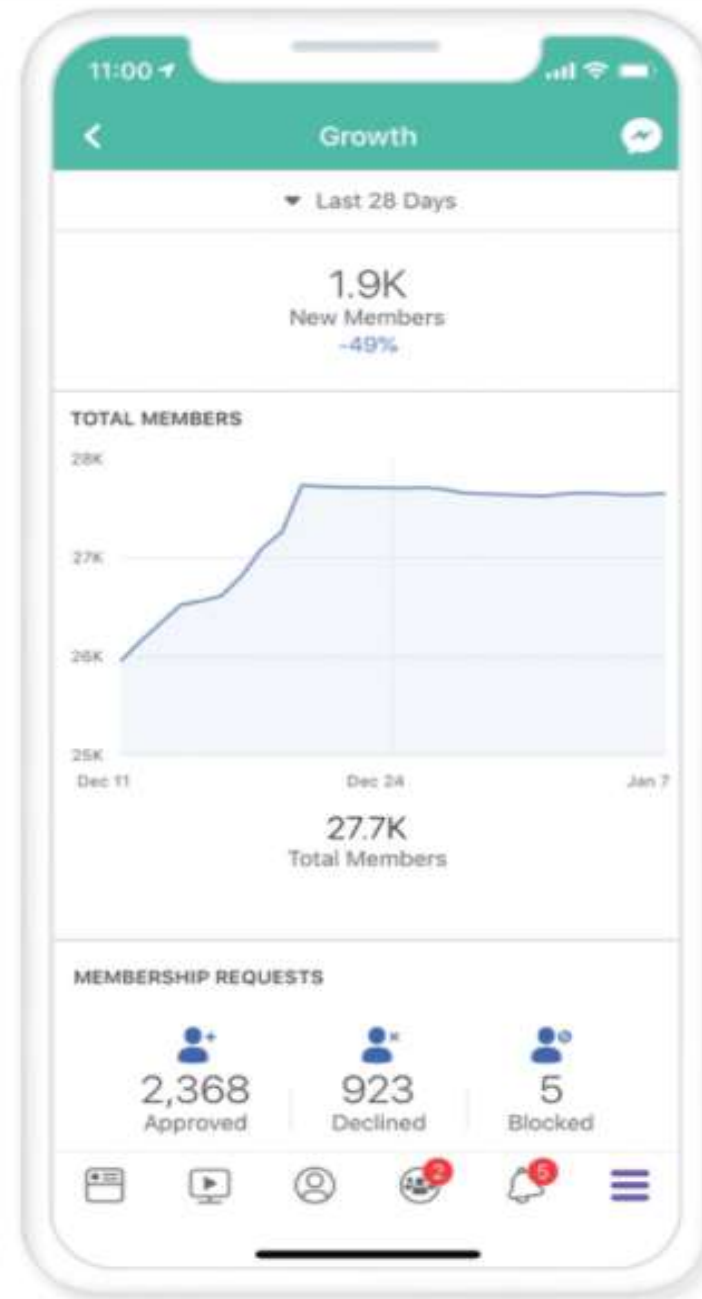 11:00
Growth
Last 28 Days
1.9K
New Members
-49%
TOTAL MEMBERS
28K
27K
26K
25K
Dec 11 Dec 24 Jan 7
27.7K
Total Members
MEMBERSHIP REQUESTS
2,368 923 5
Approved Declined Blocked
2 5